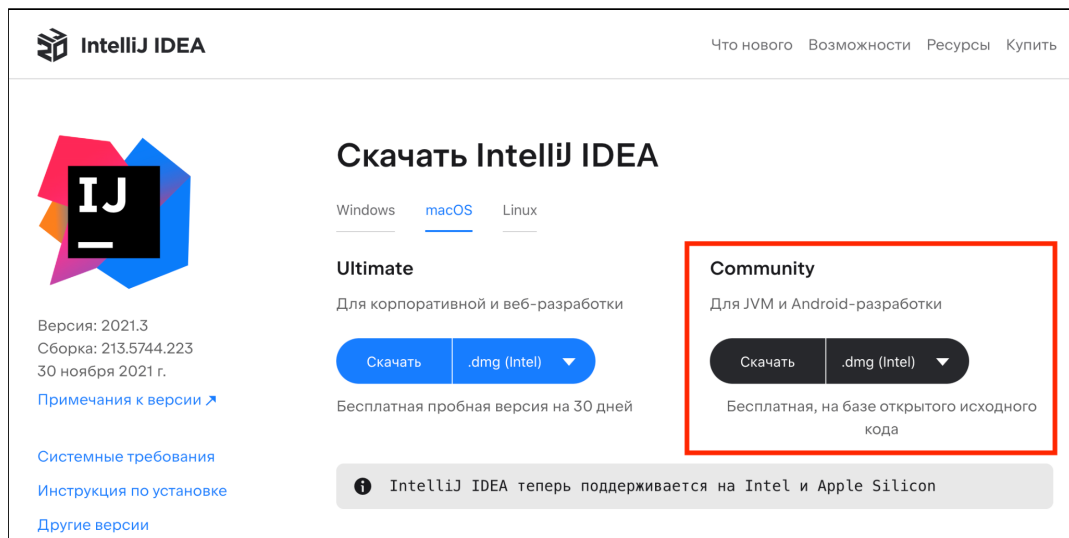 IntelliJ IDEA
Что нового Возможности Ресурсы Купить
IJ
Версия: 2021.3
Сборка: 213.5744.223
30 ноября 2021 г.
Примечания к версии ↗
Системные требования
Инструкция по установке
Другие версии
Скачать IntelliJ IDEA
Windows macOS Linux
Ultimate
Для корпоративной и веб-разработки
Скачать .dmg (Intel)
Бесплатная пробная версия на 30 дней
Community
Для JVM и Android-разработки
Скачать .dmg (Intel)
Бесплатная, на базе открытого исходного
кода
IntelliJ IDEA теперь поддерживается на Intel и Apple Silicon